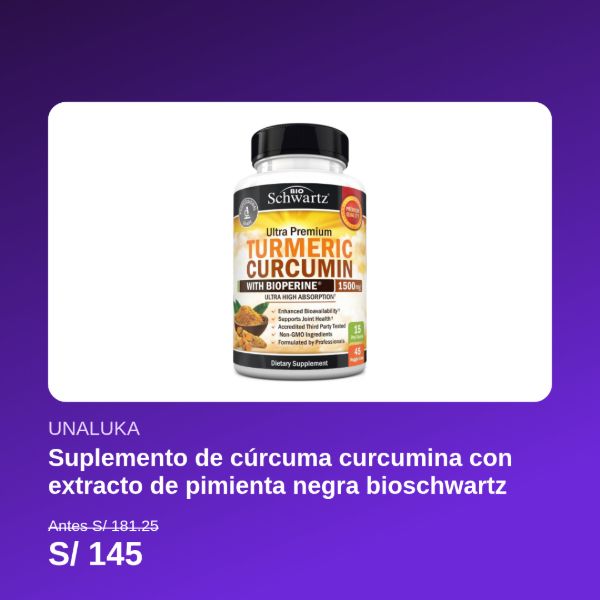 BIO
Schwartz
Ultra Premium
TURMERIC
CURCUMIN
WITH BIOPERINE® 1500mg
ULTRA HIGH ABSORPTION
Enhanced Bioavailability
Supports Joint Health
Accredited Third Party Tested
Non-GMO Ingredients
Formulated by Professionals
15
45
Dietary Supplement
UNALUKA
Suplemento de cúrcuma curcumina con
extracto de pimienta negra bioschwartz
Antes S/ 181.25
S/ 145